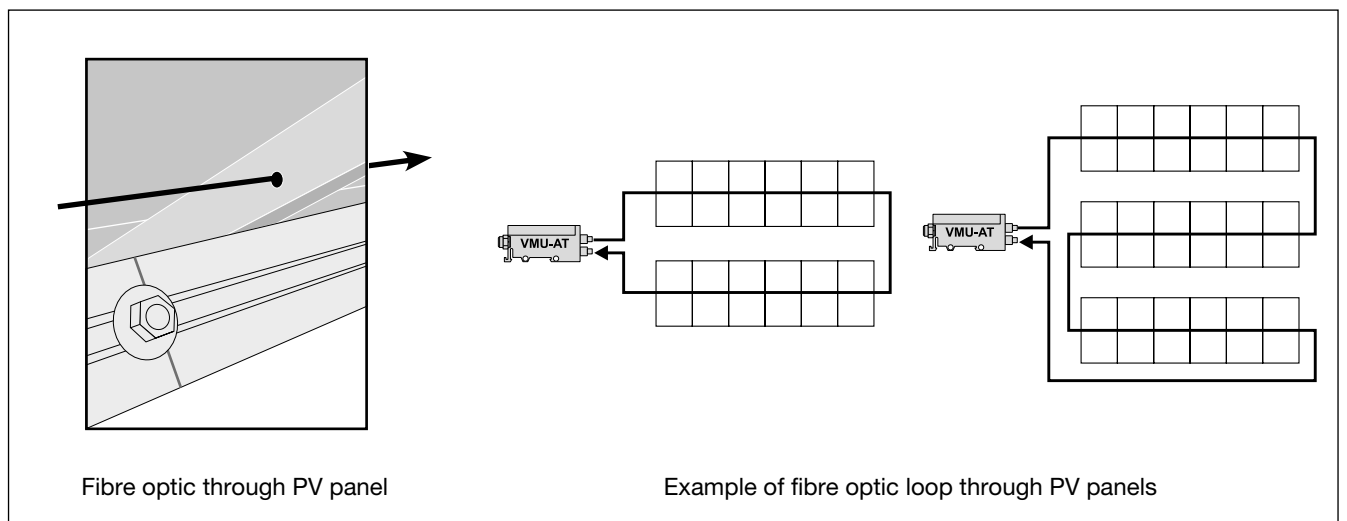 VMU-AT
VMU-AT
Fibre optic through PV panel
Example of fibre optic loop through PV panels